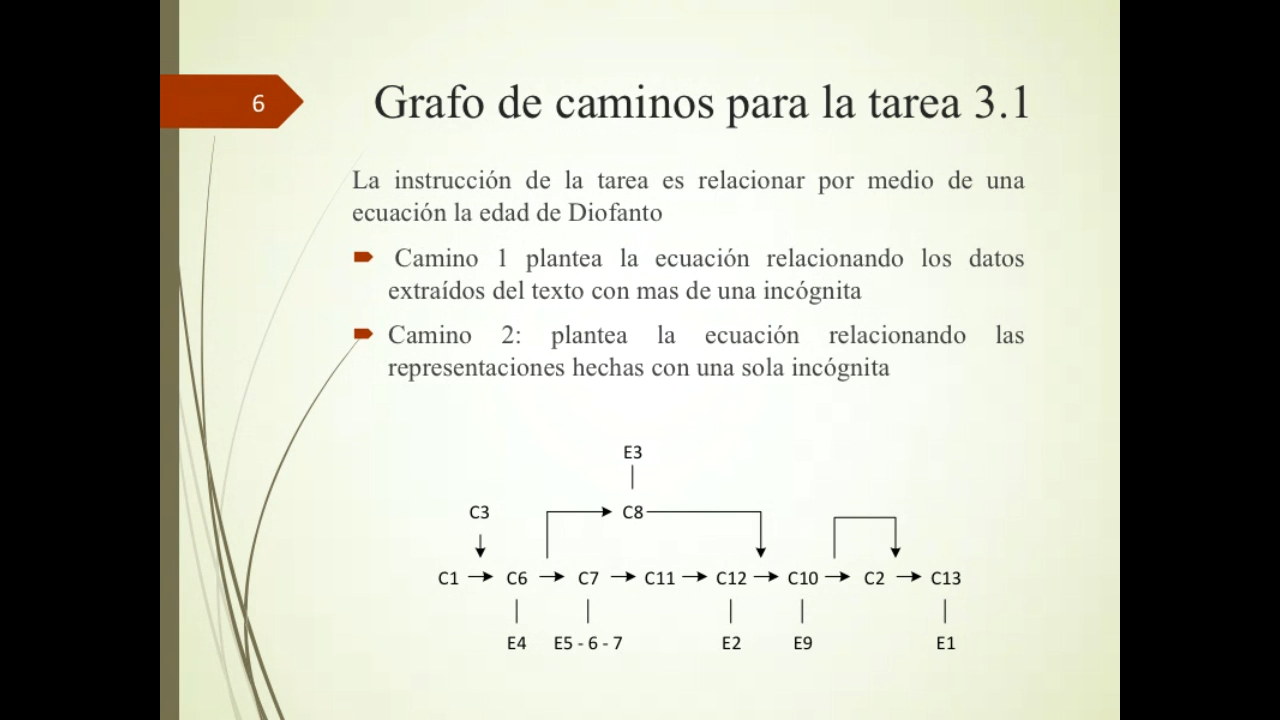 6
Grafo de caminos para la tarea 3.1
La instrucción de la tarea es relacionar por medio de una
ecuación la edad de Diofanto
Camino 1 plantea la ecuación relacionando los datos
extraídos del texto con mas de una incógnita
Camino 2: plantea la ecuación relacionando las
representaciones hechas con una sola incógnita
E3
C3 C8
C1 C6 C7 C11 C12 C10 C2 C13
E4 E5 - 6 - 7 E2 E9 E1